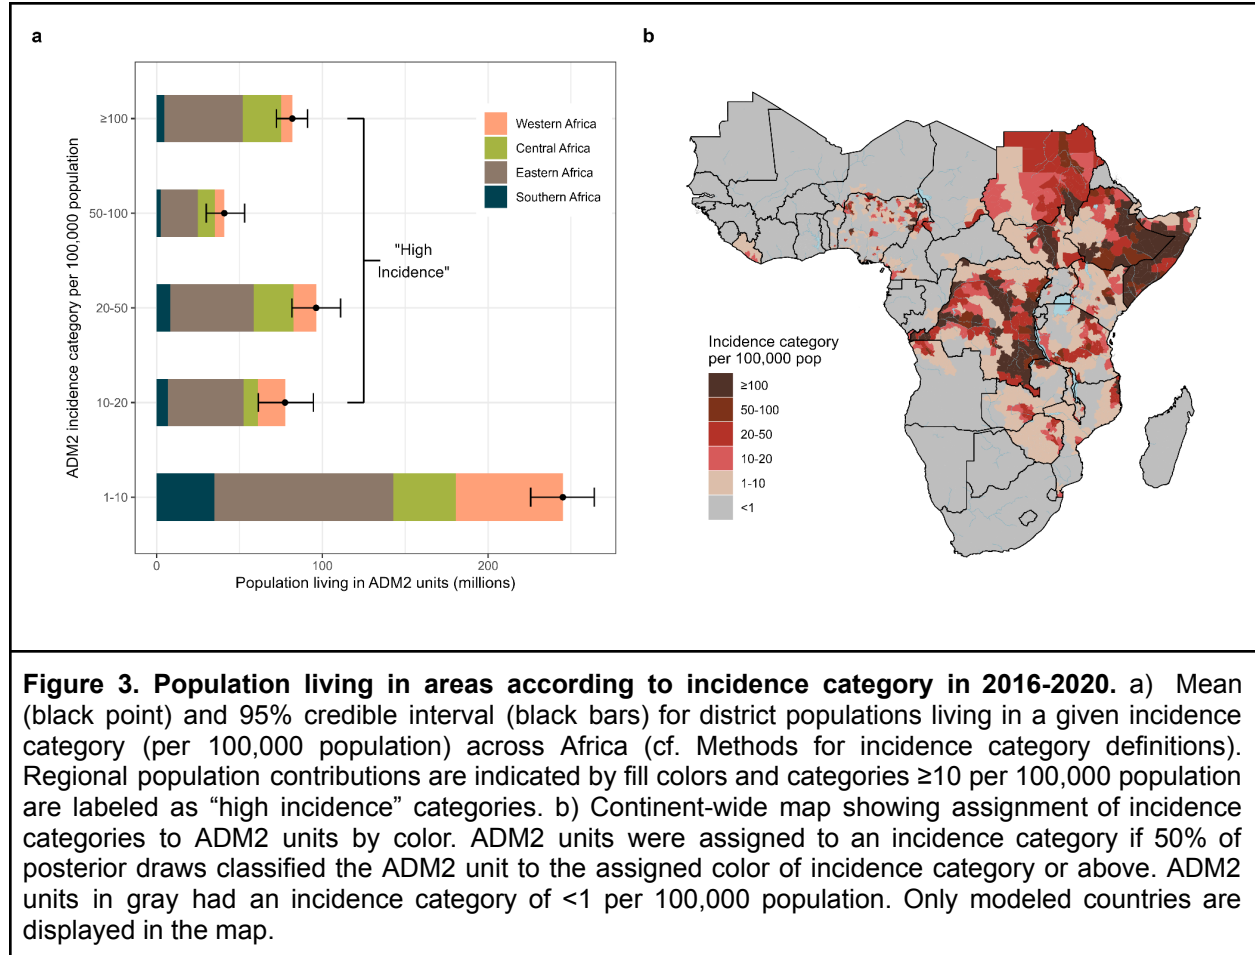 a
ADM2 incidence category per 100,000 population
≥100
50-100
20-50
10-20
1-10
0
100
200
Population living in ADM2 units (millions)
Western Africa
Central Africa
Eastern Africa
Southern Africa
"High
Incidence"
b
Incidence category
per 100,000 pop
≥100
50-100
20-50
10-20
1-10
<1
Figure 3. Population living in areas according to incidence category in 2016-2020. a) Mean
(black point) and 95% credible interval (black bars) for district populations living in a given incidence
category (per 100,000 population) across Africa (cf. Methods for incidence category definitions).
Regional population contributions are indicated by fill colors and categories ≥10 per 100,000 population
are labeled as “high incidence” categories. b) Continent-wide map showing assignment of incidence
categories to ADM2 units by color. ADM2 units were assigned to an incidence category if 50% of
posterior draws classified the ADM2 unit to the assigned color of incidence category or above. ADM2
units in gray had an incidence category of <1 per 100,000 population. Only modeled countries are
displayed in the map.